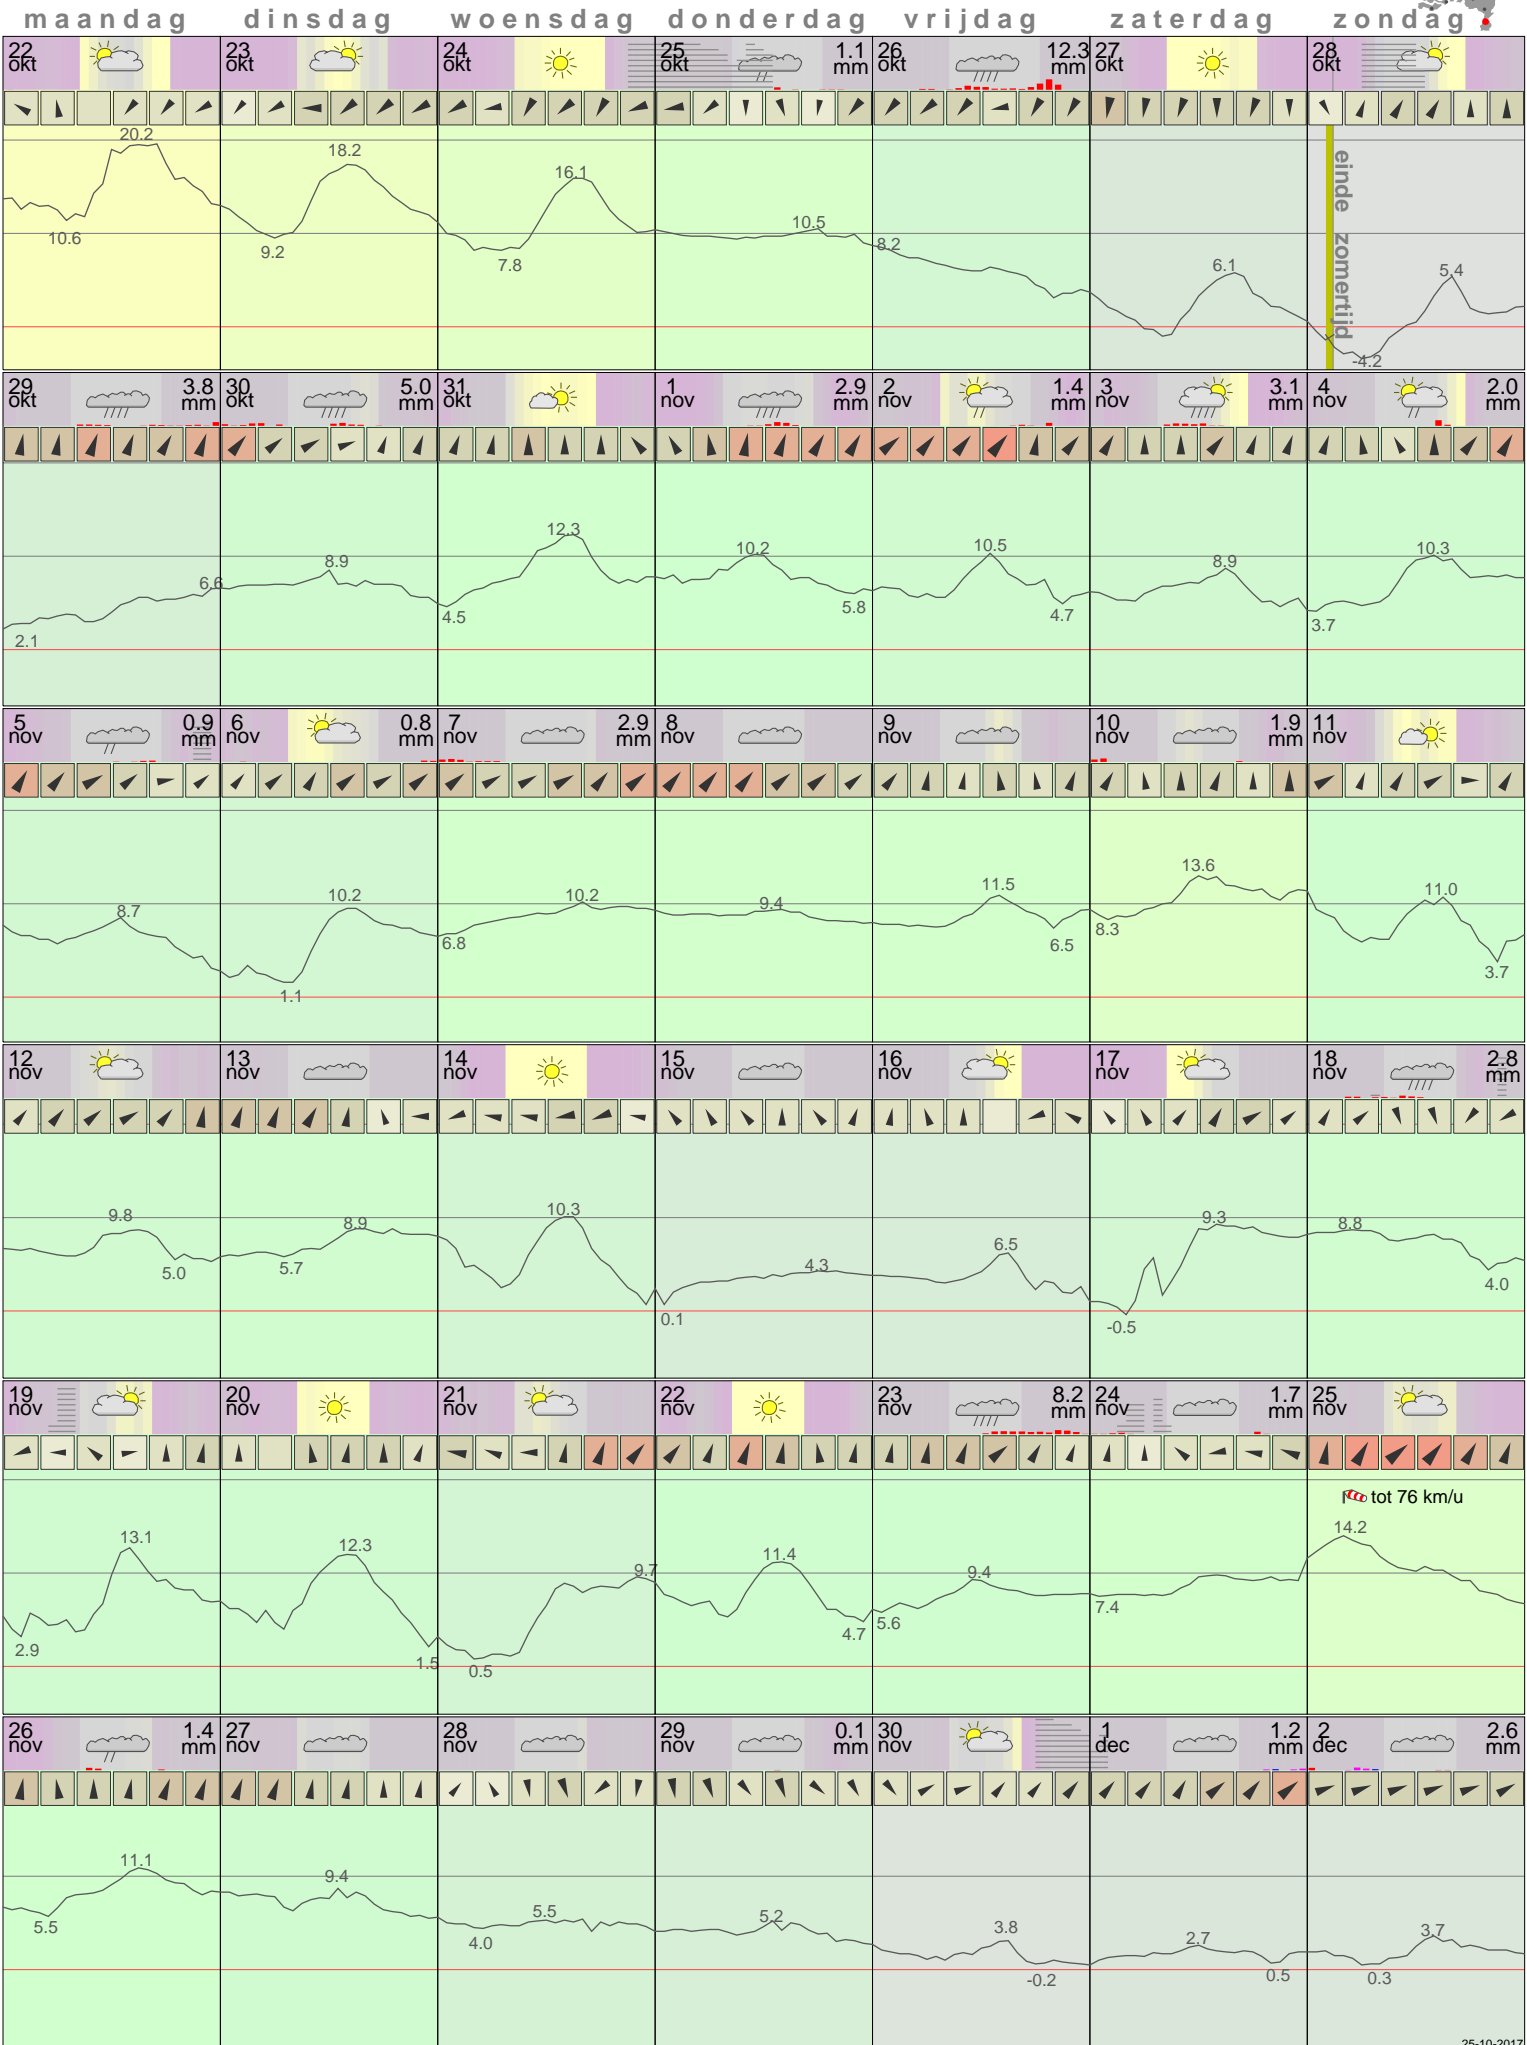 maandag dinsdag woensdag donderdag vrijdag zaterdag zondag
22 okt 23 okt 24 okt 25 okt 1.1 mm 26 okt 12.3 mm 27 okt 28 okt
20.2 18.2 16.1 10.5 8.2 6.1 5.4
10.6 9.2 7.8 -4.2
einde zomertijd
29 okt 3.8 mm 30 okt 5.0 mm 31 okt 1 nov 2.9 mm 2 nov 1.4 mm 3 nov 3.1 mm 4 nov 2.0 mm
6.6 8.9 12.3 10.2 10.5 8.9 10.3
2.1 4.5 5.8 4.7 3.7
5 nov 0.9 mm 6 nov 0.8 mm 7 nov 2.9 mm 8 nov 9 nov 10 nov 1.9 mm 11 nov
8.7 10.2 10.2 9.4 11.5 13.6 11.0
1.1 6.8 6.5 8.3 3.7
12 nov 13 nov 14 nov 15 nov 16 nov 17 nov 18 nov 2.8 mm
9.8 8.9 10.3 4.3 6.5 9.3 8.8
5.0 5.7 0.1 -0.5 4.0
19 nov 20 nov 21 nov 22 nov 23 nov 8.2 mm 24 nov 1.7 mm 25 nov
tot 76 km/u
13.1 12.3 9.7 11.4 9.4 14.2
2.9 1.5 0.5 4.7 5.6 7.4
26 nov 1.4 mm 27 nov 28 nov 29 nov 0.1 mm 30 nov 1 dec 1.2 mm 2 dec 2.6 mm
11.1 9.4 5.5 5.2 3.8 2.7 3.7
5.5 4.0 -0.2 0.5 0.3
25-10-2017